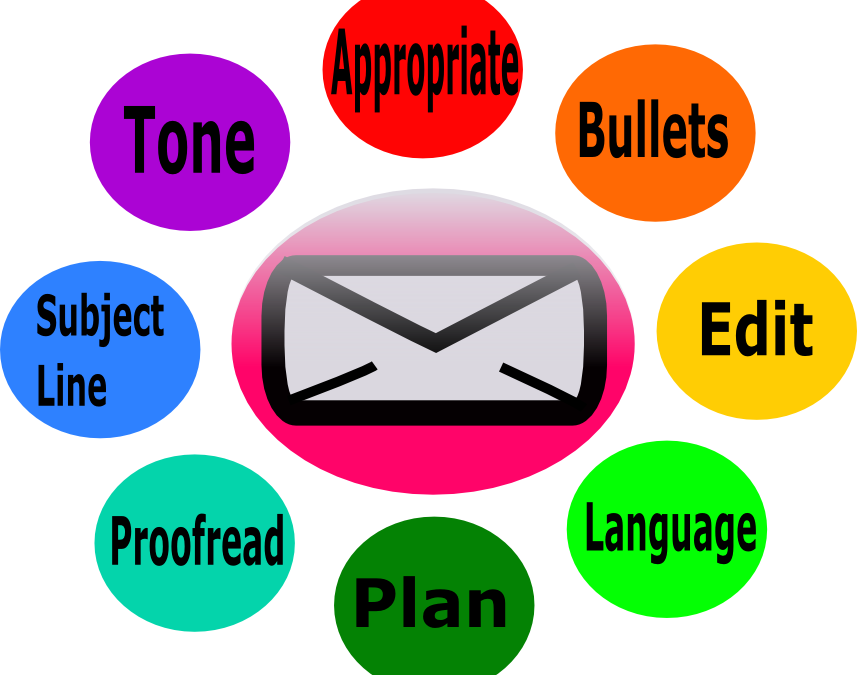 Appropriate
Tone
Bullets
Subject
Line
Edit
Proofread
Language
Plan